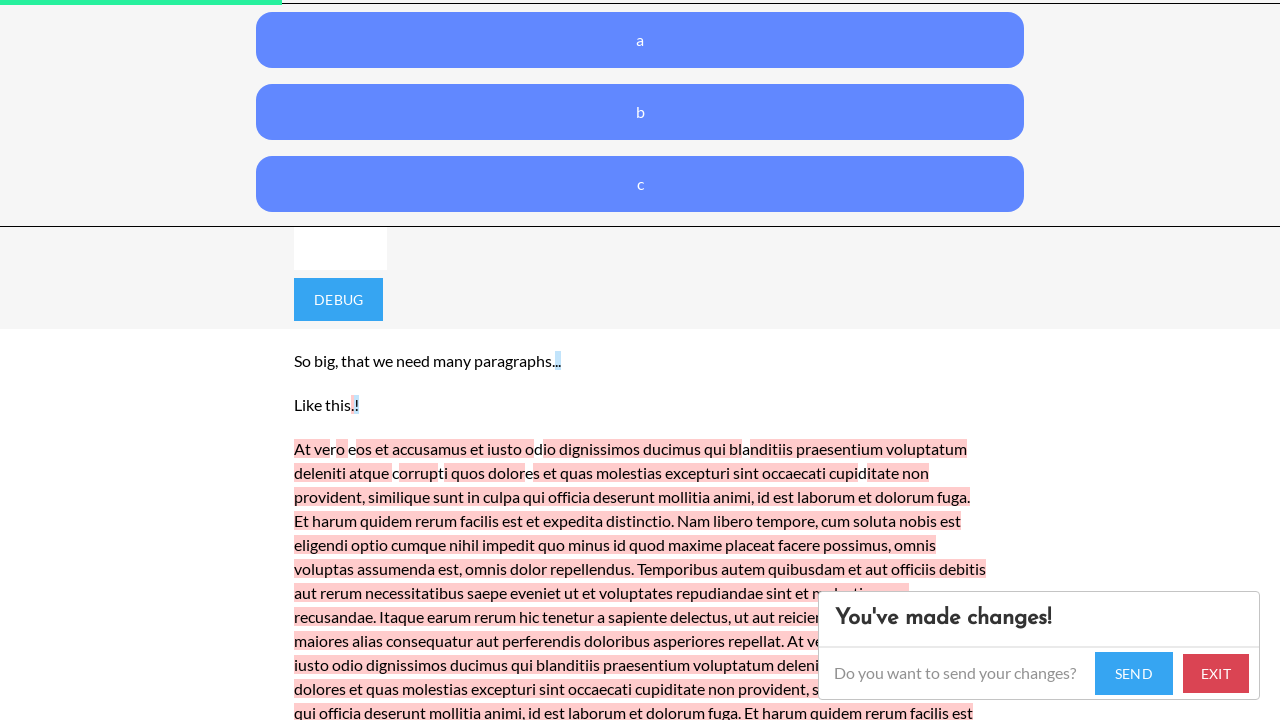 a
b
c
DEBUG
So big, that we need many paragraphs...
Like this.!
At vero eos et accusamus et iusto odio dignissimos ducimus qui blanditiis praesentium voluptatum
deleniti atque corrupti quos dolores et quas molestias excepturi sint occaecati cupiditate non
provident, similique sunt in culpa qui officia deserunt mollitia animi, id est laborum et dolorum fuga.
Et harum quidem rerum facilis est et expedita distinctio. Nam libero tempore, cum soluta nobis est
eligendi optio cumque nihil impedit quo minus id quod maxime placeat facere possimus, omnis
voluptas assumenda est, omnis dolor repellendus. Temporibus autem quibusdam et aut officiis debitis
aut rerum necessitatibus saepe eveniet ut et voluptates repudiandae sint et
recusandae. Itaque earum rerum hic tenetur a sapiente delectus, ut aut
maiores alias consequatur aut perferendis doloribus asperiores repellat. At
iusto odio dignissimos ducimus qui blanditiis praesentium voluptatum
dolores et quas molestias excepturi sint occaecati cupiditate non provident,
qui officia deserunt mollitia animi, id est laborum et dolorum fuga. Et harum quidem rerum facilis est
You've made changes!
Do you want to send your changes?
SEND
EXIT